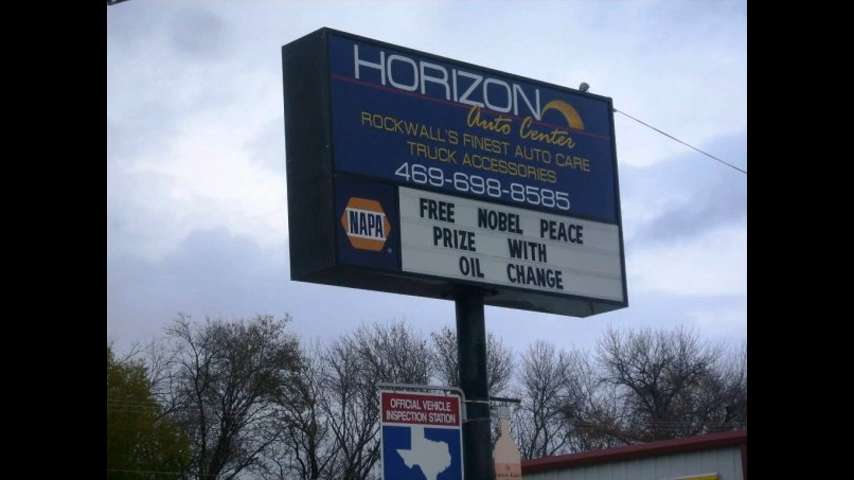 HORIZON
Auto Center
ROCKWALL'S FINEST AUTO CARE
TRUCK ACCESSORIES
469-698-8585
NAPA
FREE NOBEL PEACE
PRIZE WITH
OIL CHANGE
OFFICIAL VEHICLE
INSPECTION STATION